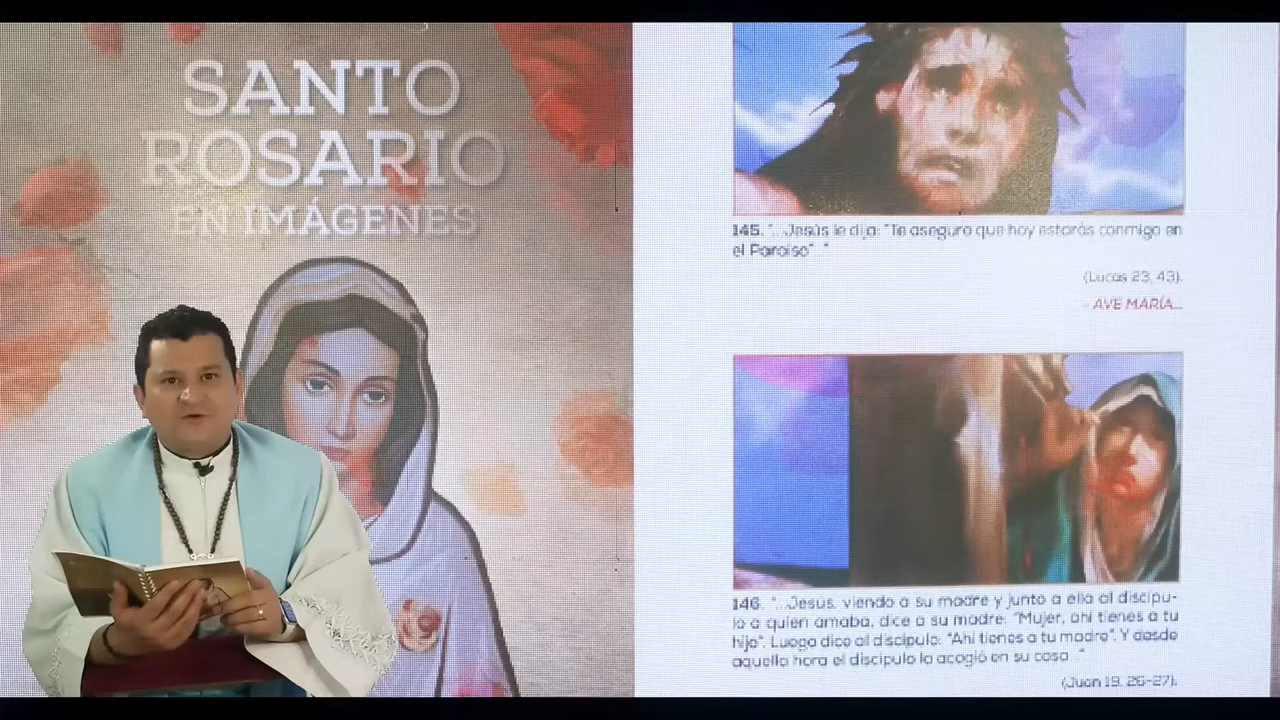 SANTO
ROSARIO
EN IMÁGENES
145. "...Jesús le dijo: "Te aseguro que hoy estarás conmigo en
el Paraíso"..."
(Lucas 23, 43).
- AVE MARÍA...
146. "...Jesús, viendo a su madre y junto a ella al discípu-
lo a quien amaba, dice a su madre: "Mujer, ahí tienes a tu
hijo". Luego dice al discípulo: "Ahí tienes a tu madre". Y desde
aquella hora el discípulo la acogió en su casa..."
(Juan 19, 26-27).